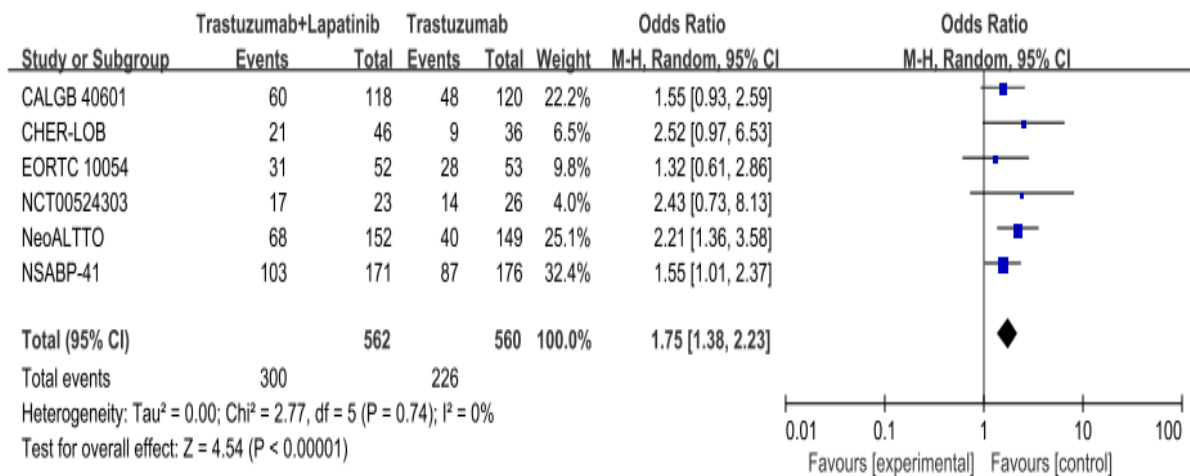 Trastuzumab+Lapatinib Trastuzumab Odds Ratio Odds Ratio
Study or Subgroup Events Total Events Total Weight M-H, Random, 95% CI M-H, Random, 95% CI
CALGB 40601 60 118 48 120 22.2% 1.55 [0.93, 2.59]
CHER-LOB 21 46 9 36 6.5% 2.52 [0.97, 6.53]
EORTC 10054 31 52 28 53 9.8% 1.32 [0.61, 2.86]
NCT00524303 17 23 14 26 4.0% 2.43 [0.73, 8.13]
NeoALTTO 68 152 40 149 25.1% 2.21 [1.36, 3.58]
NSABP-41 103 171 87 176 32.4% 1.55 [1.01, 2.37]
Total (95% CI) 562 560 100.0% 1.75 [1.38, 2.23]
Total events 300 226
Heterogeneity: Tau² = 0.00; Chi² = 2.77, df = 5 (P = 0.74); I² = 0%
Test for overall effect: Z = 4.54 (P < 0.00001)
0.01 0.1 1 10 100
Favours [experimental] Favours [control]